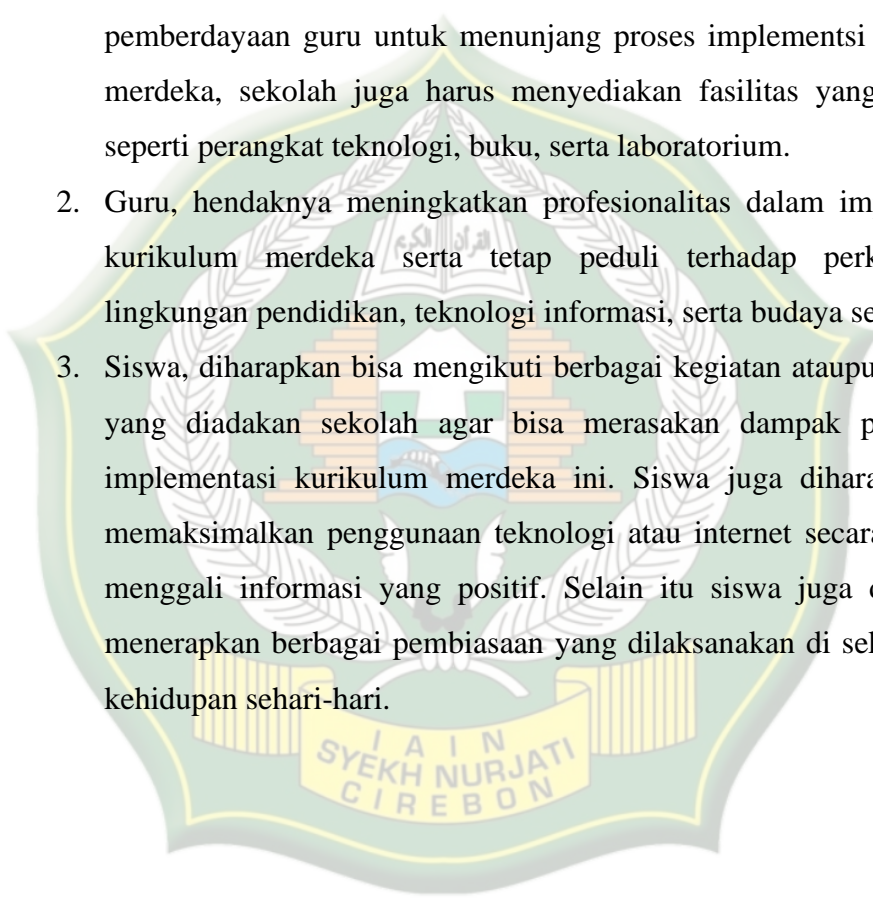 pemberdayaan guru untuk menunjang proses implementsi
merdeka, sekolah juga harus menyediakan fasilitas yang
seperti perangkat teknologi, buku, serta laboratorium.
2. Guru, hendaknya meningkatkan profesionalitas dalam im
kurikulum merdeka serta tetap peduli terhadap perk
lingkungan pendidikan, teknologi informasi, serta budaya se
3. Siswa, diharapkan bisa mengikuti berbagai kegiatan ataupu
yang diadakan sekolah agar bisa merasakan dampak p
implementasi kurikulum merdeka ini. Siswa juga dihara
memaksimalkan penggunaan teknologi atau internet secara
menggali informasi yang positif. Selain itu siswa juga d
menerapkan berbagai pembiasaan yang dilaksanakan di sek
kehidupan sehari-hari.
القرآن الكريم
IAIN
SYEKH NURJATI
CIREBON